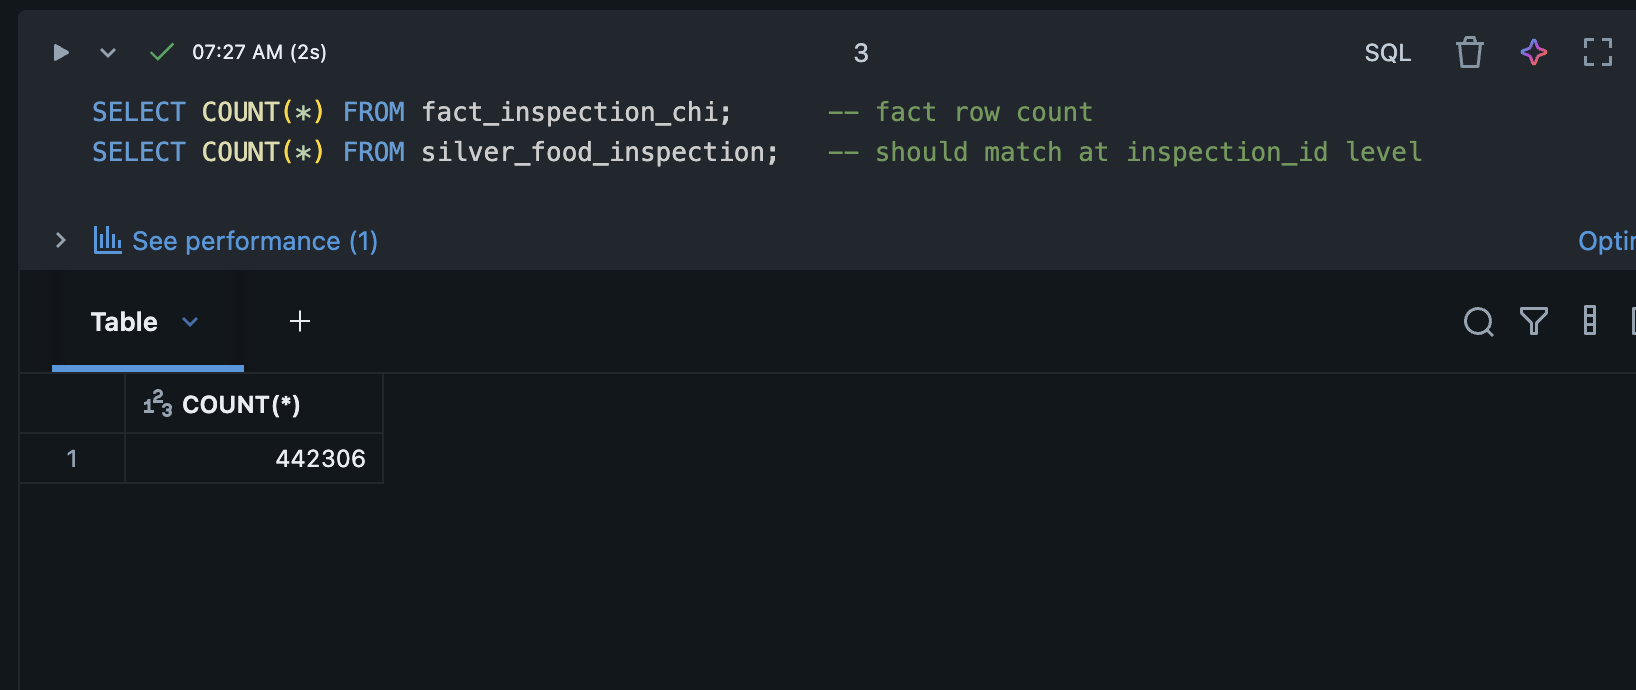 07:27 AM (2s) 3 SQL
SELECT COUNT(*) FROM fact_inspection_chi; -- fact row count
SELECT COUNT(*) FROM silver_food_inspection; -- should match at inspection_id level
See performance (1)
Table +
123 COUNT(*)
1 442306